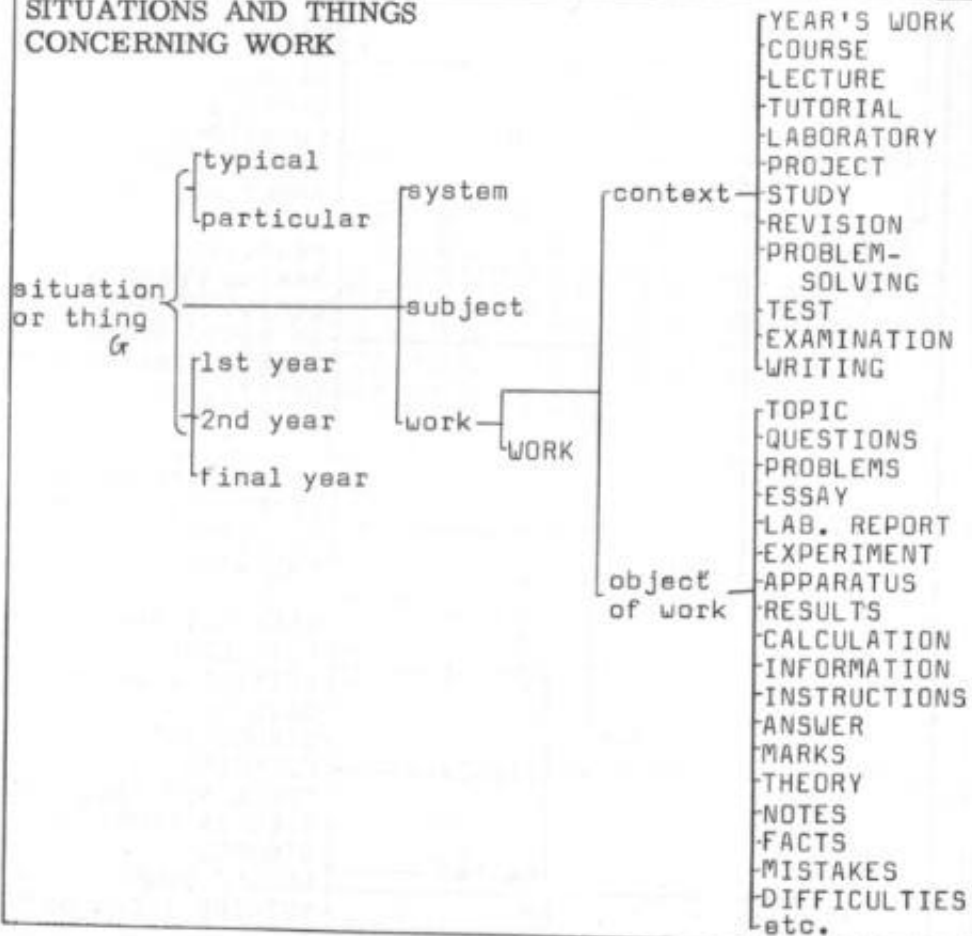 SITUATIONS AND THINGS
CONCERNING WORK
situation
or thing
G
typical
particular
1st year
2nd year
final year
system
subject
work
WORK
context
YEAR'S WORK
COURSE
LECTURE
TUTORIAL
LABORATORY
PROJECT
STUDY
REVISION
PROBLEM-
SOLVING
TEST
EXAMINATION
WRITING
object
of work
TOPIC
QUESTIONS
PROBLEMS
ESSAY
LAB. REPORT
EXPERIMENT
APPARATUS
RESULTS
CALCULATION
INFORMATION
INSTRUCTIONS
ANSWER
MARKS
THEORY
NOTES
FACTS
MISTAKES
DIFFICULTIES
etc.